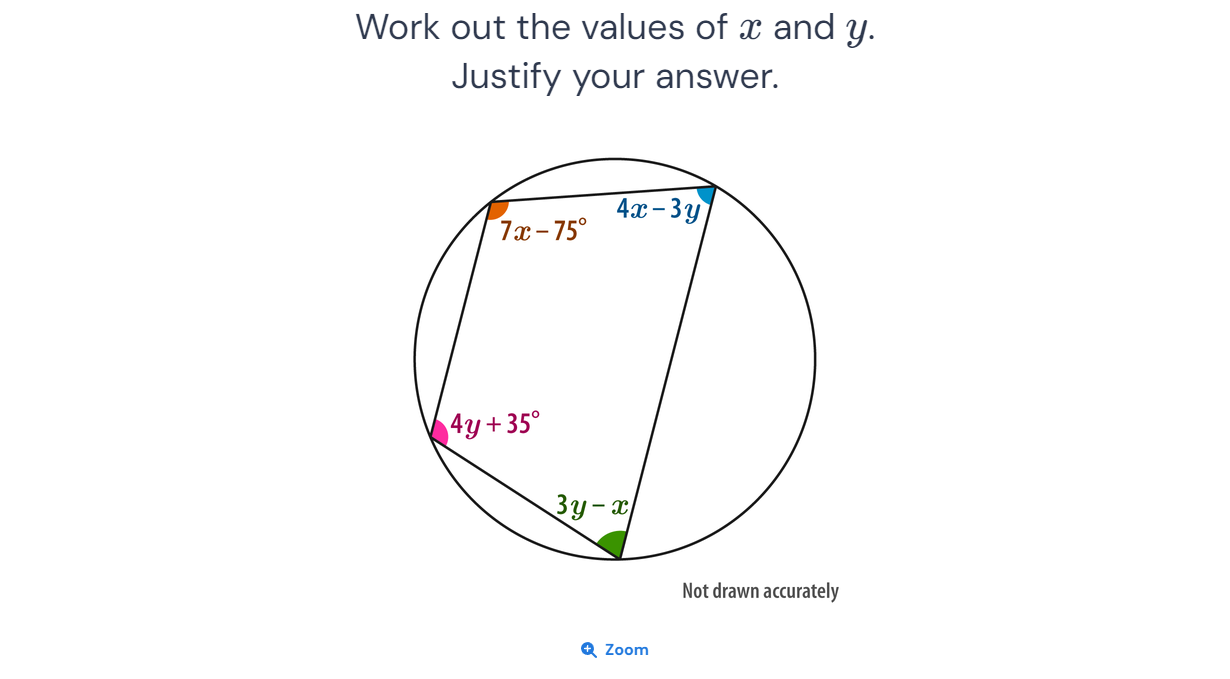 Work out the values of x and y.
Justify your answer.
4x – 3y
7x – 75°
4y + 35°
3y – x
Not drawn accurately
Zoom